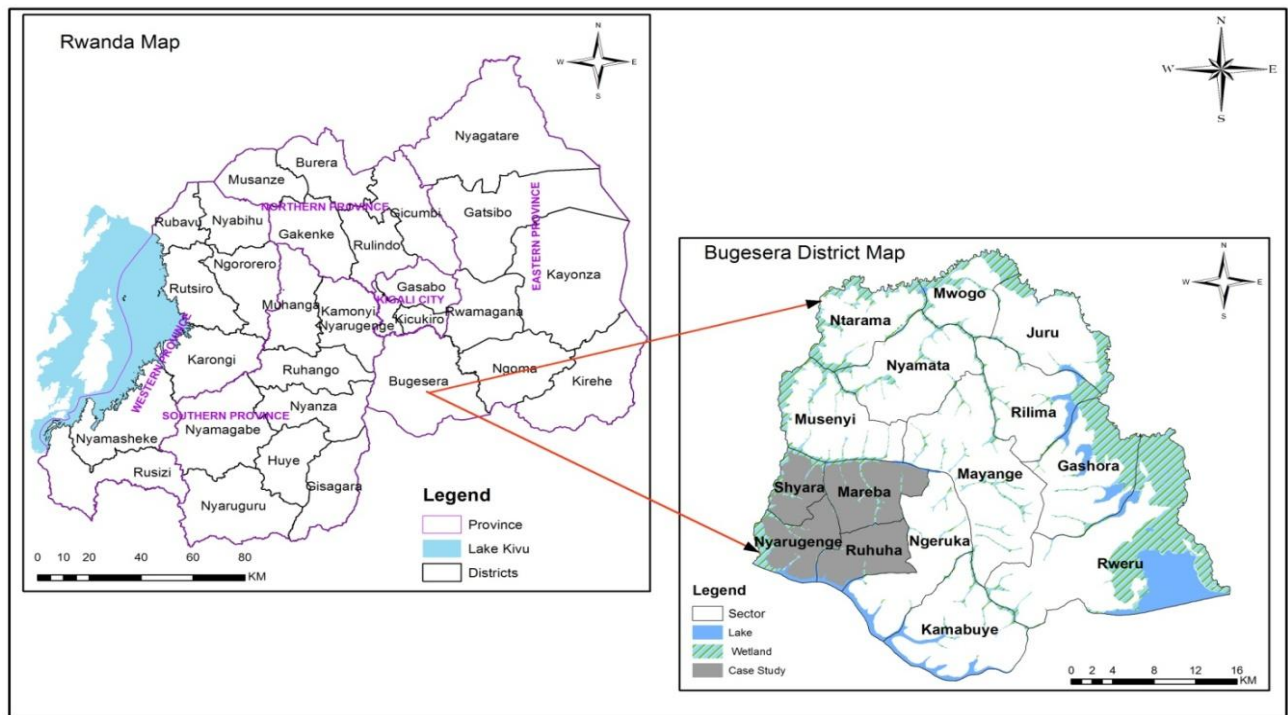 Rwanda Map
N
W E
S
N
W E
S
Nyagatare
Burera
Musanze
NORTHERN PROVINCE
Gicumbi
Gatsibo
EASTERN PROVINCE
Rubavu
Nyabihu
Gakenke
Rulindo
Kayonza
Ngororero
Rutsiro
Gasabo
KIGALI CITY
Muhanga
Kamonyi
Nyarugenge
Kicukiro
Rwamagana
WESTERN PROVINCE
Karongi
Ruhango
Bugesera
Ngoma
Kirehe
SOUTHERN PROVINCE
Nyanza
Nyamagabe
Nyamasheke
Huye
Rusizi
Gisagara
Nyaruguru
Legend
Province
Lake Kivu
Districts
0 5 10 20 40 60 80
KM
Bugesera District Map
N
W E
S
Mwogo
Ntarama
Juru
Nyamata
Rilima
Musenyi
Gashora
Mayange
Shyara
Mareba
Nyarugenge
Ruhuha
Ngeruka
Rweru
Kamabuye
Legend
Sector
Lake
Wetland
Case Study
0 2 4 8 12 16
KM